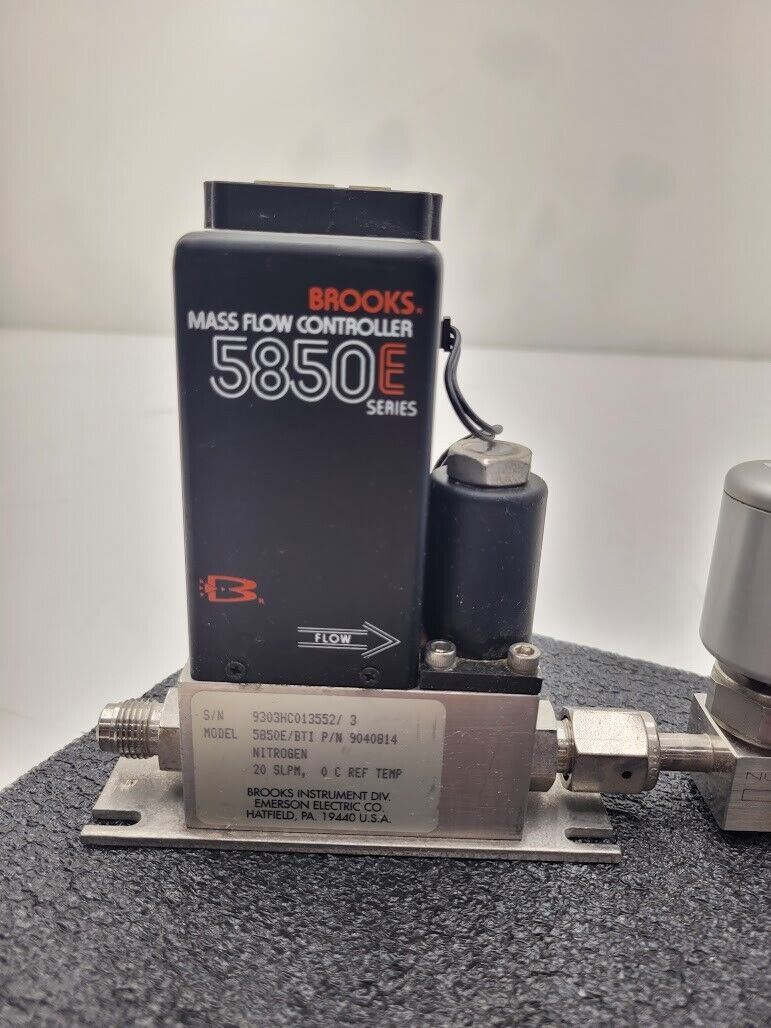 BROOKS
MASS FLOW CONTROLLER
5850E
SERIES
B
FLOW
S/N 9303HC013552/ 3
MODEL 5850E/BTI P/N 9040814
NITROGEN
20 SLPM, 0 C REF TEMP
BROOKS INSTRUMENT DIV.
EMERSON ELECTRIC CO.
HATFIELD, PA. 19440 U.S.A.